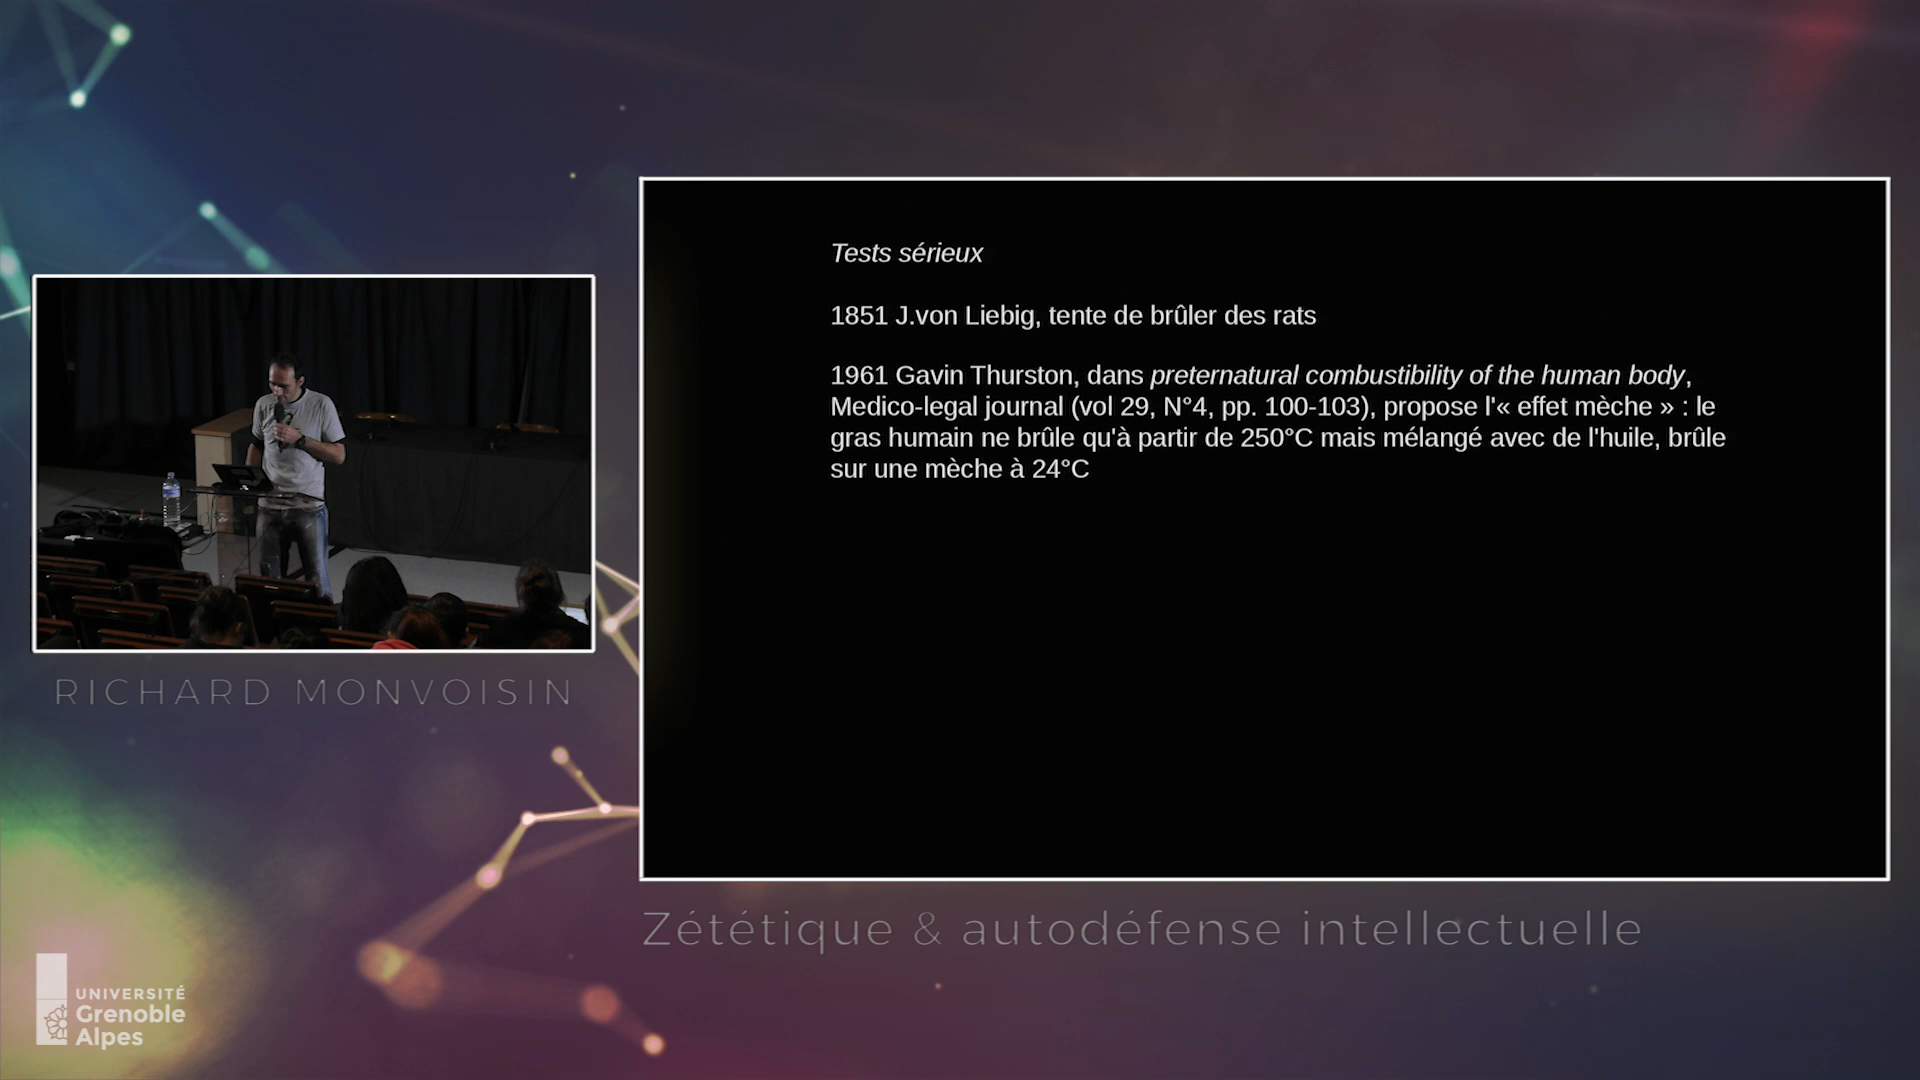 Tests sérieux
1851 J.von Liebig, tente de brûler des rats
1961 Gavin Thurston, dans preternatural combustibility of the human body,
Medico-legal journal (vol 29, N°4, pp. 100-103), propose l'« effet mèche » : le
gras humain ne brûle qu'à partir de 250°C mais mélangé avec de l'huile, brûle
sur une mèche à 24°C
RICHARD MONVOISIN
Zététique & autodéfense intellectuelle
UNIVERSITÉ
Grenoble
Alpes